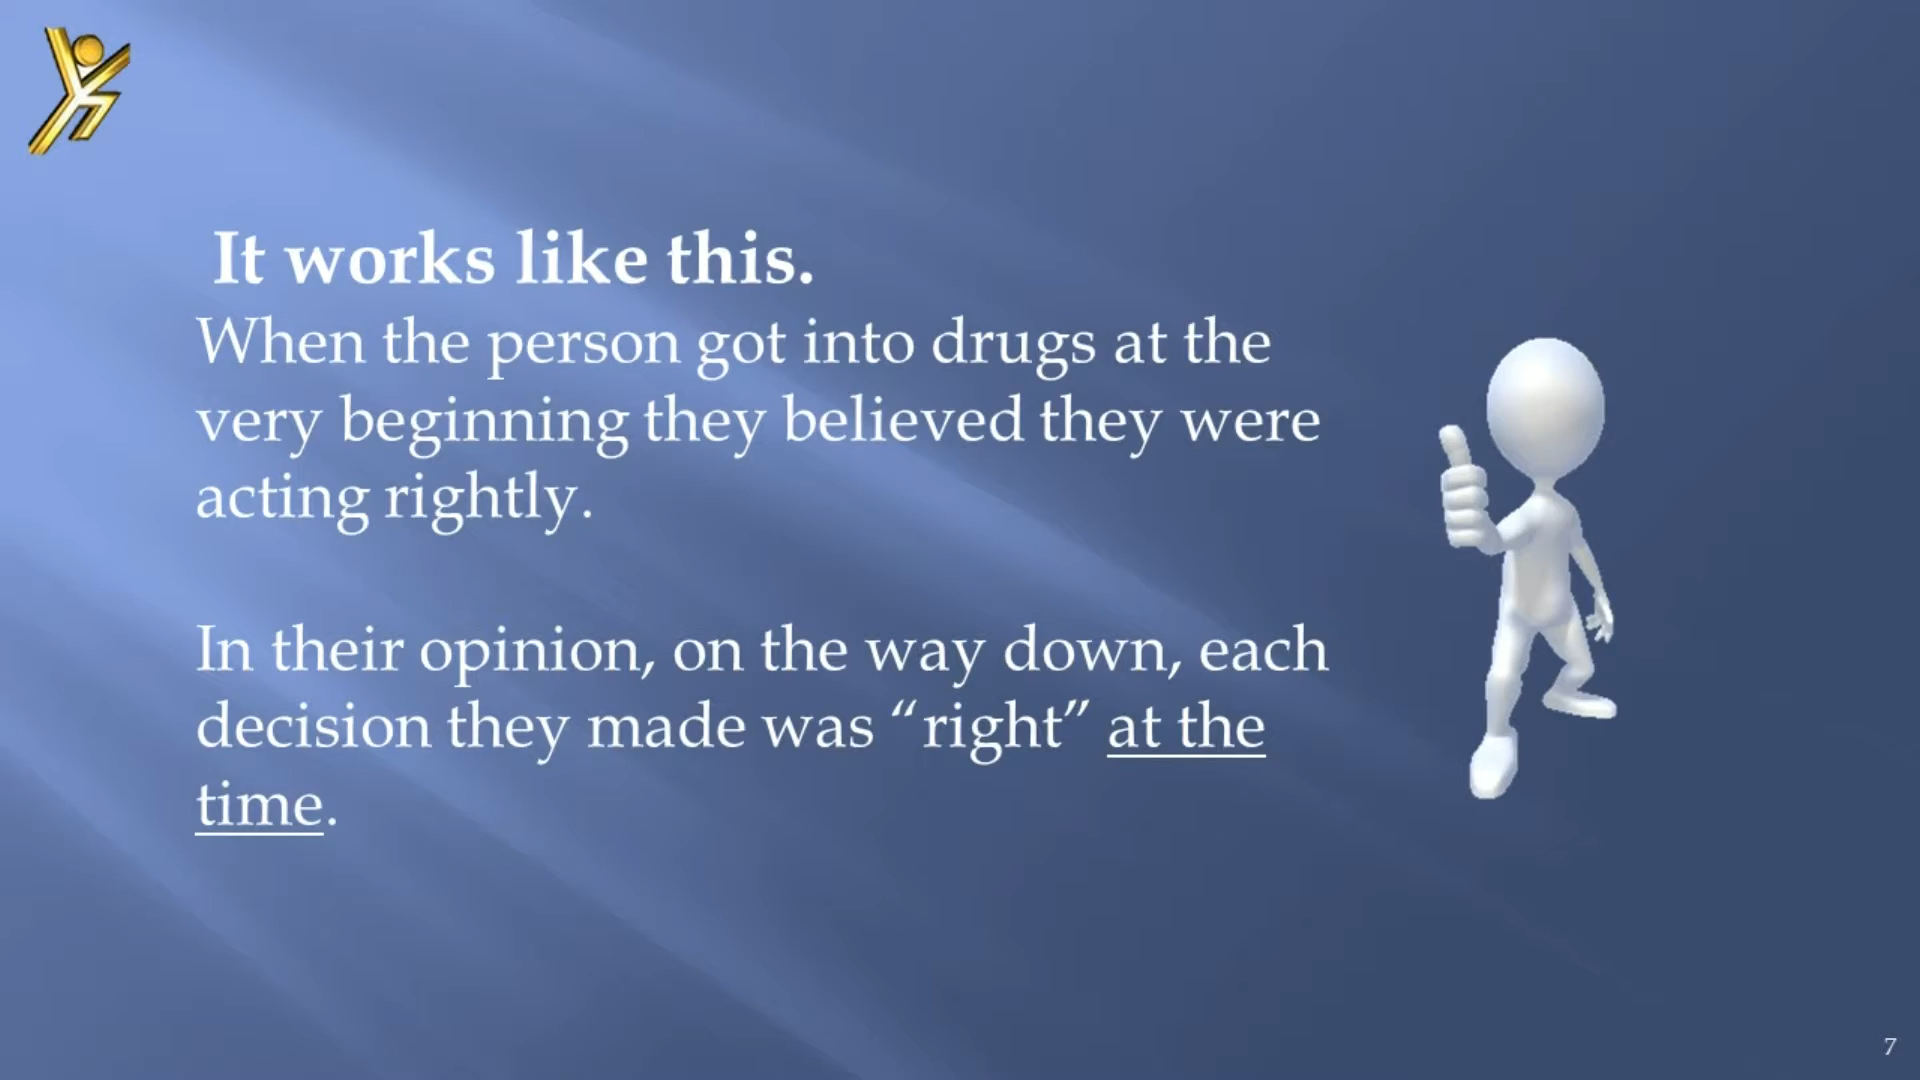 It works like this.
When the person got into drugs at the
very beginning they believed they were
acting rightly.
In their opinion, on the way down, each
decision they made was “right” at the
time.
7